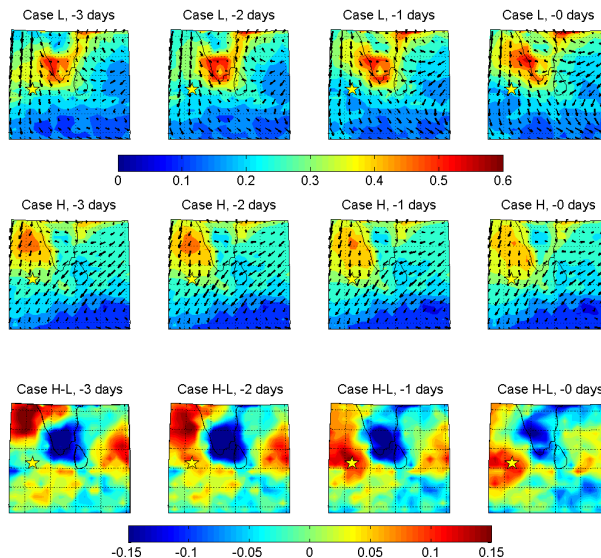 Case L, -3 days Case L, -2 days Case L, -1 days Case L, -0 days
0 0.1 0.2 0.3 0.4 0.5 0.6
Case H, -3 days Case H, -2 days Case H, -1 days Case H, -0 days
Case H-L, -3 days Case H-L, -2 days Case H-L, -1 days Case H-L, -0 days
-0.15 -0.1 -0.05 0 0.05 0.1 0.15